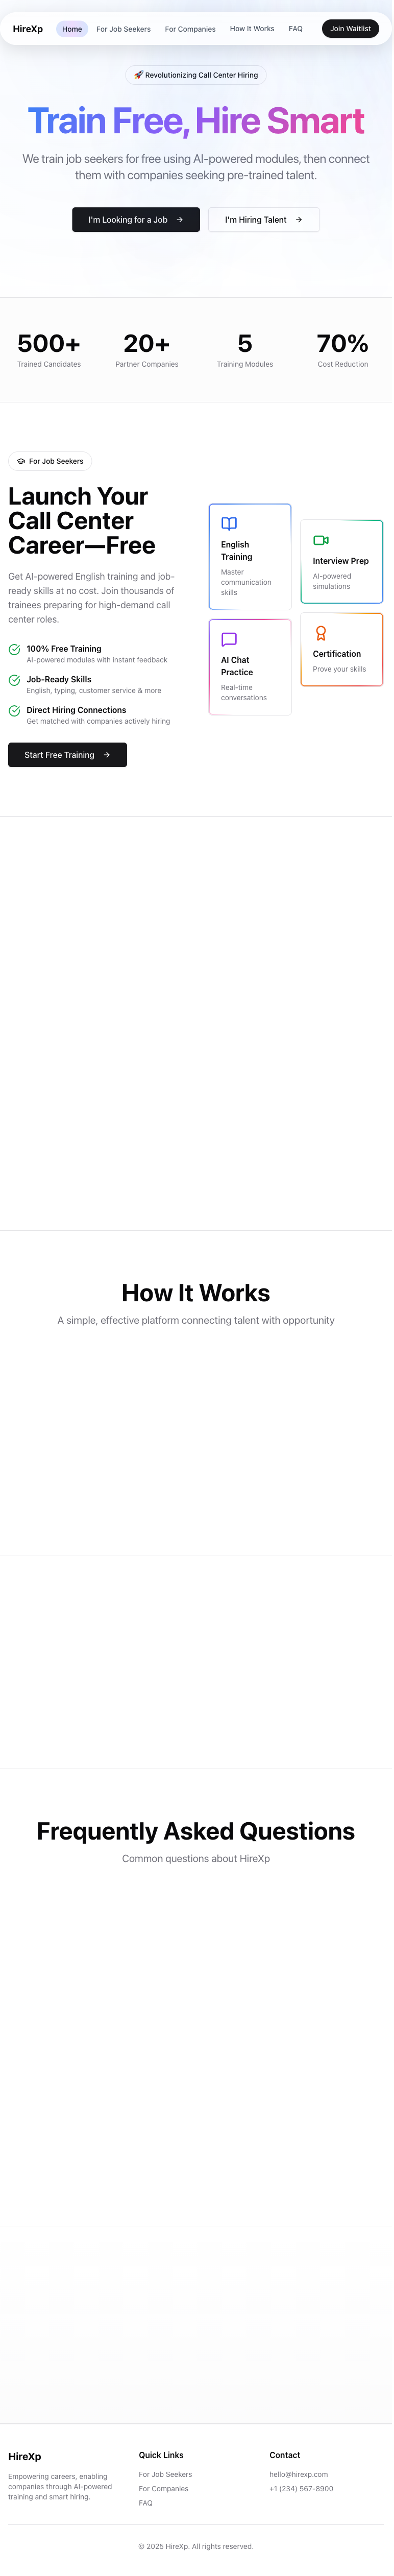 HireXp
Home
For Job Seekers
For Companies
How It Works
FAQ
Join Waitlist
🚀 Revolutionizing Call Center Hiring
Train Free, Hire Smart
We train job seekers for free using AI-powered modules, then connect
them with companies seeking pre-trained talent.
I'm Looking for a Job
I'm Hiring Talent
500+
Trained Candidates
20+
Partner Companies
5
Training Modules
70%
Cost Reduction
For Job Seekers
Launch Your
Call Center
Career—Free
Get AI-powered English training and job-
ready skills at no cost. Join thousands of
trainees preparing for high-demand call
center roles.
100% Free Training
AI-powered modules with instant feedback
Job-Ready Skills
English, typing, customer service & more
Direct Hiring Connections
Get matched with companies actively hiring
Start Free Training
English
Training
Master
communication
skills
AI Chat
Practice
Real-time
conversations
Interview Prep
AI-powered
simulations
Certification
Prove your skills
How It Works
A simple, effective platform connecting talent with opportunity
Frequently Asked Questions
Common questions about HireXp
HireXp
Empowering careers, enabling
companies through AI-powered
training and smart hiring.
Quick Links
For Job Seekers
For Companies
FAQ
Contact
hello@hirexp.com
+1 (234) 567-8900
© 2025 HireXp. All rights reserved.